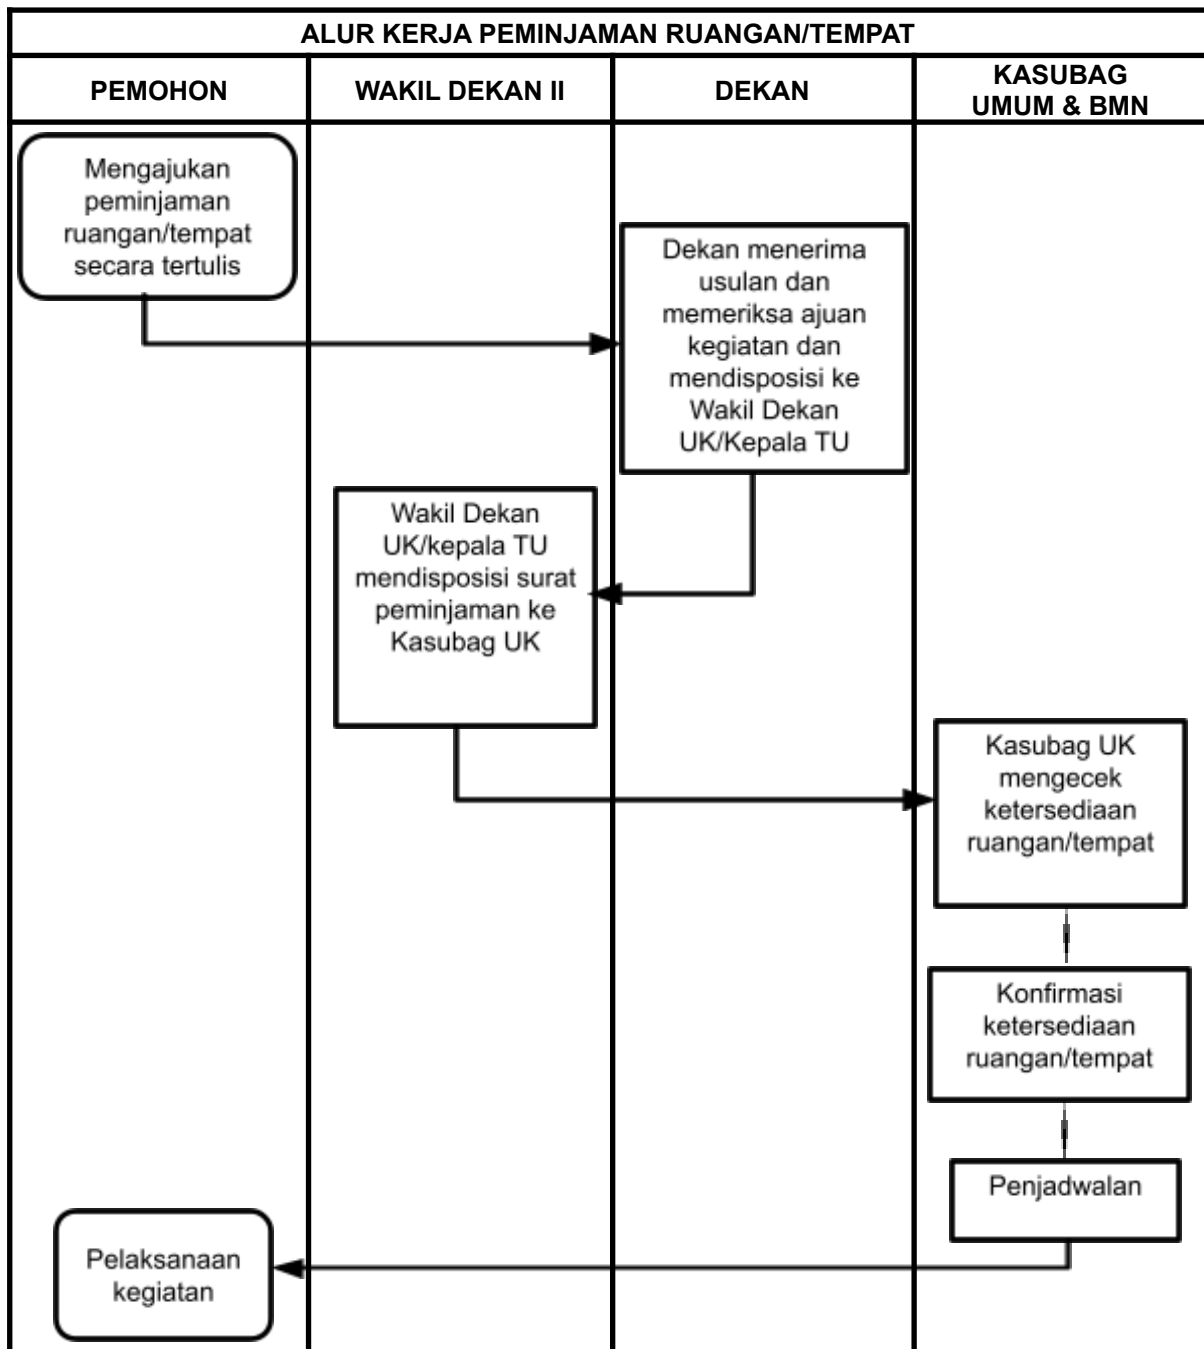 ALUR KERJA PEMINJAMAN RUANGAN/TEMPAT
PEMOHON
WAKIL DEKAN II
DEKAN
KASUBAG
UMUM & BMN
Mengajukan
peminjaman
ruangan/tempat
secara tertulis
Dekan menerima
usulan dan
memeriksa ajuan
kegiatan dan
mendisposisi ke
Wakil Dekan
UK/Kepala TU
Wakil Dekan
UK/kepala TU
mendisposisi surat
peminjaman ke
Kasubag UK
Kasubag UK
mengecek
ketersediaan
ruangan/tempat
Konfirmasi
ketersediaan
ruangan/tempat
Penjadwalan
Pelaksanaan
kegiatan